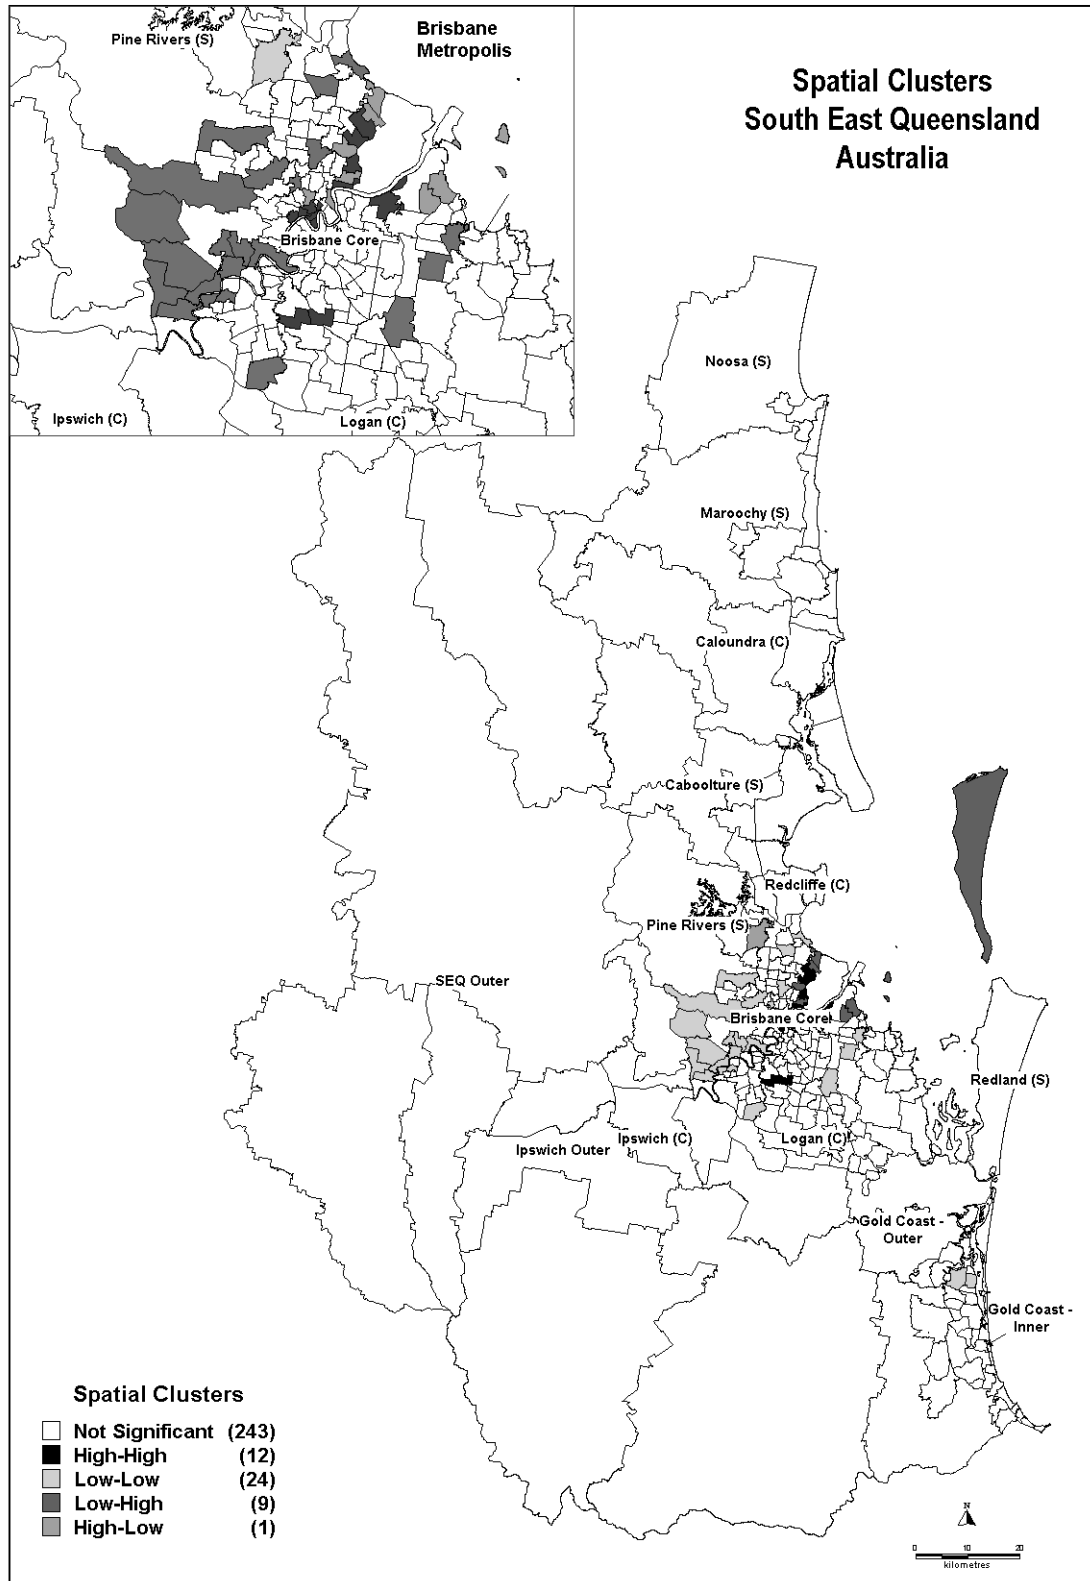 Pine Rivers (S)
Brisbane
Metropolis
Brisbane Core
Ipswich (C)
Logan (C)
Spatial Clusters
South East Queensland
Australia
Noosa (S)
Maroochy (S)
Caloundra (C)
Caboolture (S)
Redcliffe (C)
Pine Rivers (S)
SEQ Outer
Brisbane Core
Redland (S)
Ipswich Outer
Ipswich (C)
Logan (C)
Gold Coast -
Outer
Gold Coast -
Inner
Spatial Clusters
Not Significant (243)
High-High (12)
Low-Low (24)
Low-High (9)
High-Low (1)
N
0 10 20
kilometres